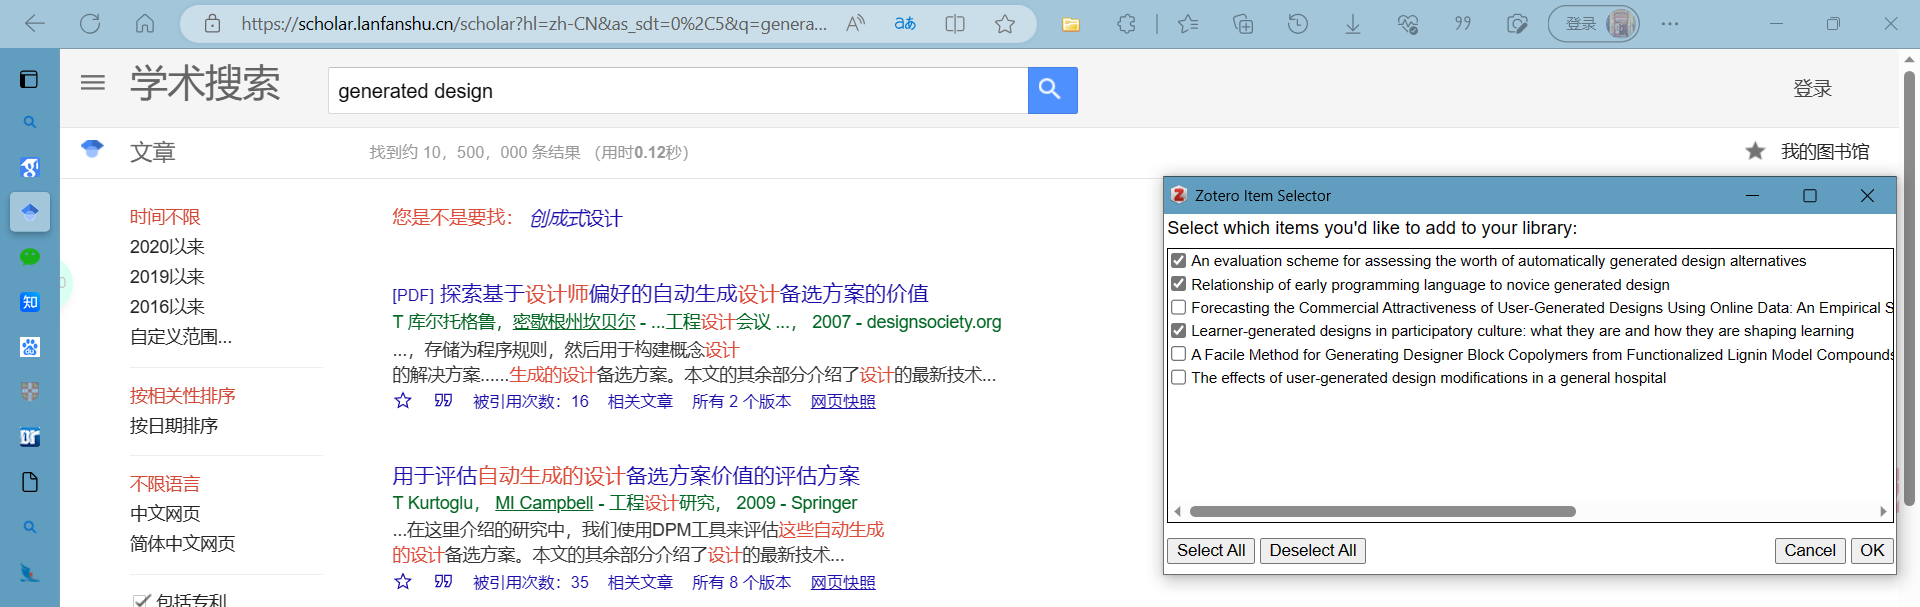 https://scholar.lanfanshu.cn/scholar?hl=zh-CN&as_sdt=0%2C5&q=genera...
登录
学术搜索
generated design
登录
文章
找到约 10，500，000 条结果 （用时0.12秒）
我的图书馆
时间不限
2020以来
2019以来
2016以来
自定义范围...
按相关性排序
按日期排序
不限语言
中文网页
简体中文网页
包括专利
您是不是要找： 创成式设计
[PDF] 探索基于设计师偏好的自动生成设计备选方案的价值
T 库尔托格鲁，密歇根州坎贝尔 - ...工程设计会议 ...， 2007 - designsociety.org
...，存储为程序规则，然后用于构建概念设计
的解决方案......生成的设计备选方案。本文的其余部分介绍了设计的最新技术...
被引用次数：16 相关文章 所有 2 个版本 网页快照
用于评估自动生成的设计备选方案价值的评估方案
T Kurtoglu， MI Campbell - 工程设计研究， 2009 - Springer
...在这里介绍的研究中，我们使用DPM工具来评估这些自动生成
的设计备选方案。本文的其余部分介绍了设计的最新技术...
被引用次数：35 相关文章 所有 8 个版本 网页快照
Zotero Item Selector
Select which items you'd like to add to your library:
An evaluation scheme for assessing the worth of automatically generated design alternatives
Relationship of early programming language to novice generated design
Forecasting the Commercial Attractiveness of User-Generated Designs Using Online Data: An Empirical S
Learner-generated designs in participatory culture: what they are and how they are shaping learning
A Facile Method for Generating Designer Block Copolymers from Functionalized Lignin Model Compounds
The effects of user-generated design modifications in a general hospital
Select All Deselect All Cancel OK